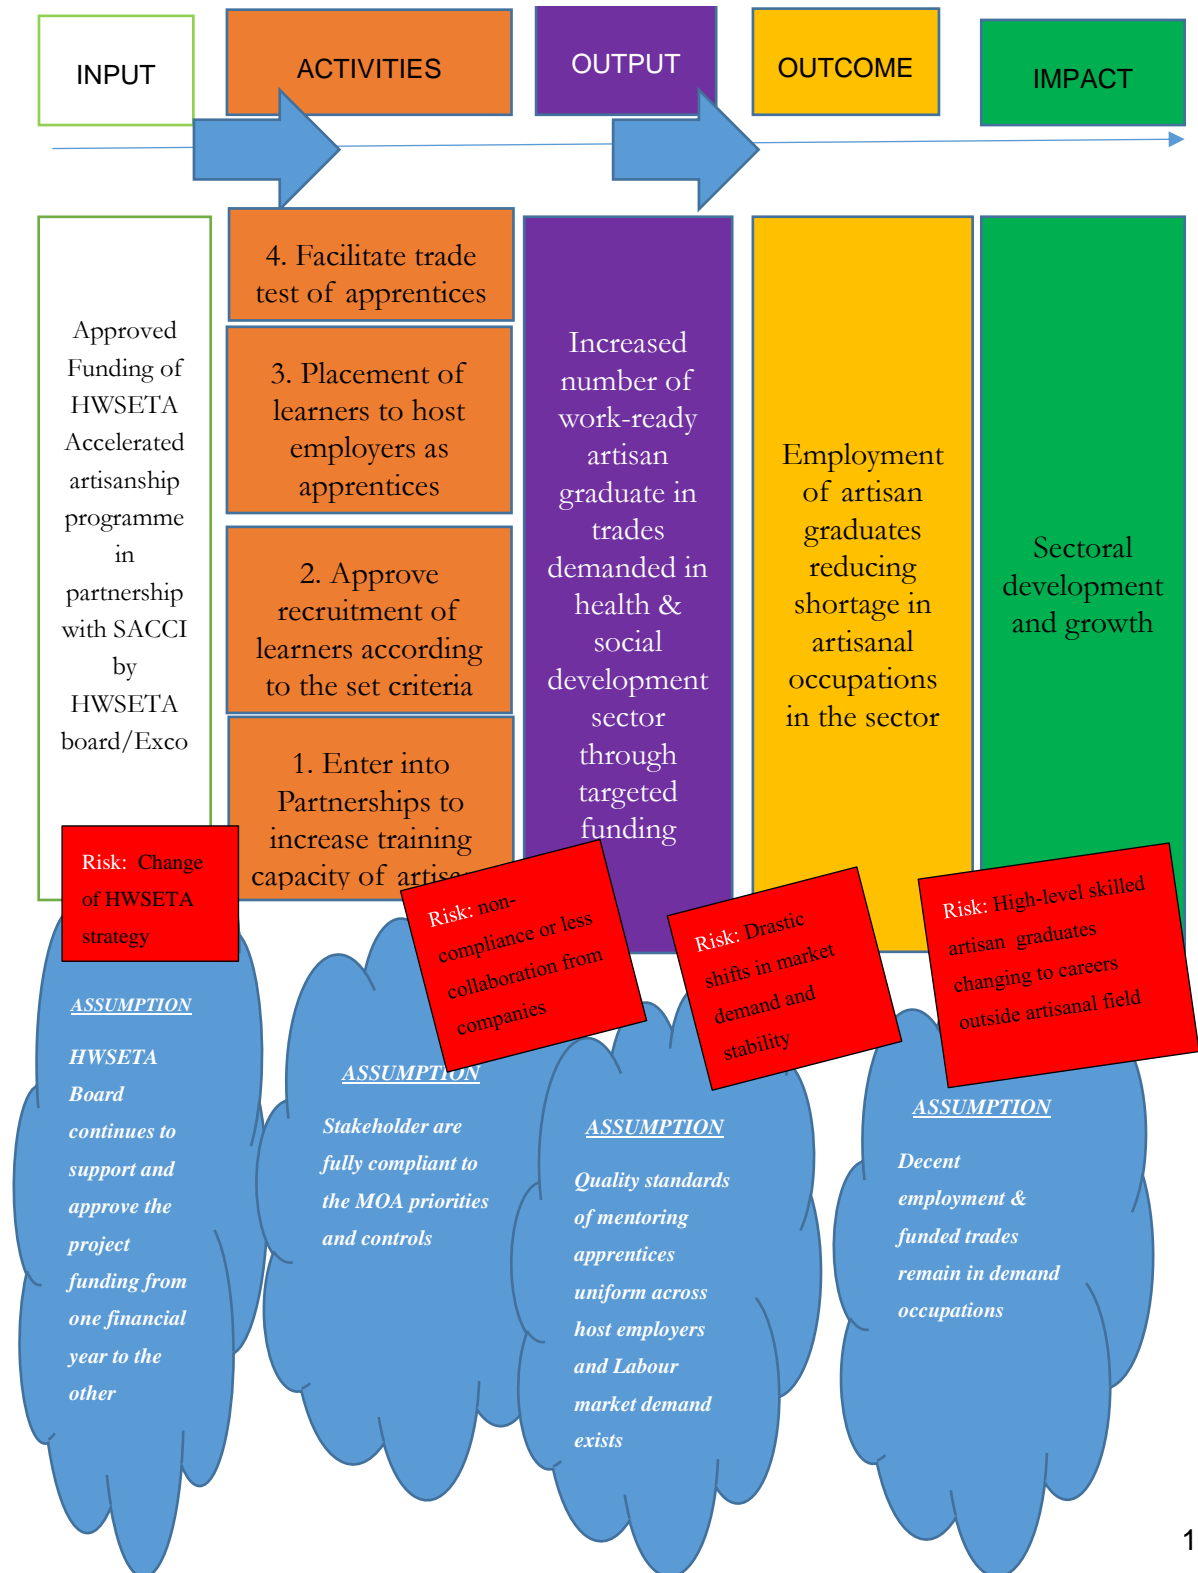 INPUT
ACTIVITIES
OUTPUT
OUTCOME
IMPACT
Approved
Funding of
HWSETA
Accelerated
artisanship
programme
in
partnership
with SACCI
by
HWSETA
board/Exco
4. Facilitate trade
test of apprentices
3. Placement of
learners to host
employers as
apprentices
2. Approve
recruitment of
learners according
to the set criteria
1. Enter into
Partnerships to
increase training
capacity of
Increased
number of
work-ready
artisan
graduate in
trades
demanded in
health &
social
development
sector
through
targeted
funding
Employment
of artisan
graduates
reducing
shortage in
artisanal
occupations
in the sector
Sectoral
development
and growth
Risk: Change
of HWSETA
strategy
Risk: non-
compliance or less
collaboration from
companies
Risk: Drastic
shifts in market
demand and
stability
Risk: High-level skilled
artisan graduates
changing to careers
outside artisanal field
ASSUMPTION
HWSETA
Board
continues to
support and
approve the
project
funding from
one financial
year to the
other
ASSUMPTION
Stakeholder are
fully compliant to
the MOA priorities
and controls
ASSUMPTION
Quality standards
of mentoring
apprentices
uniform across
host employers
and Labour
market demand
exists
ASSUMPTION
Decent
employment &
funded trades
remain in demand
occupations
1